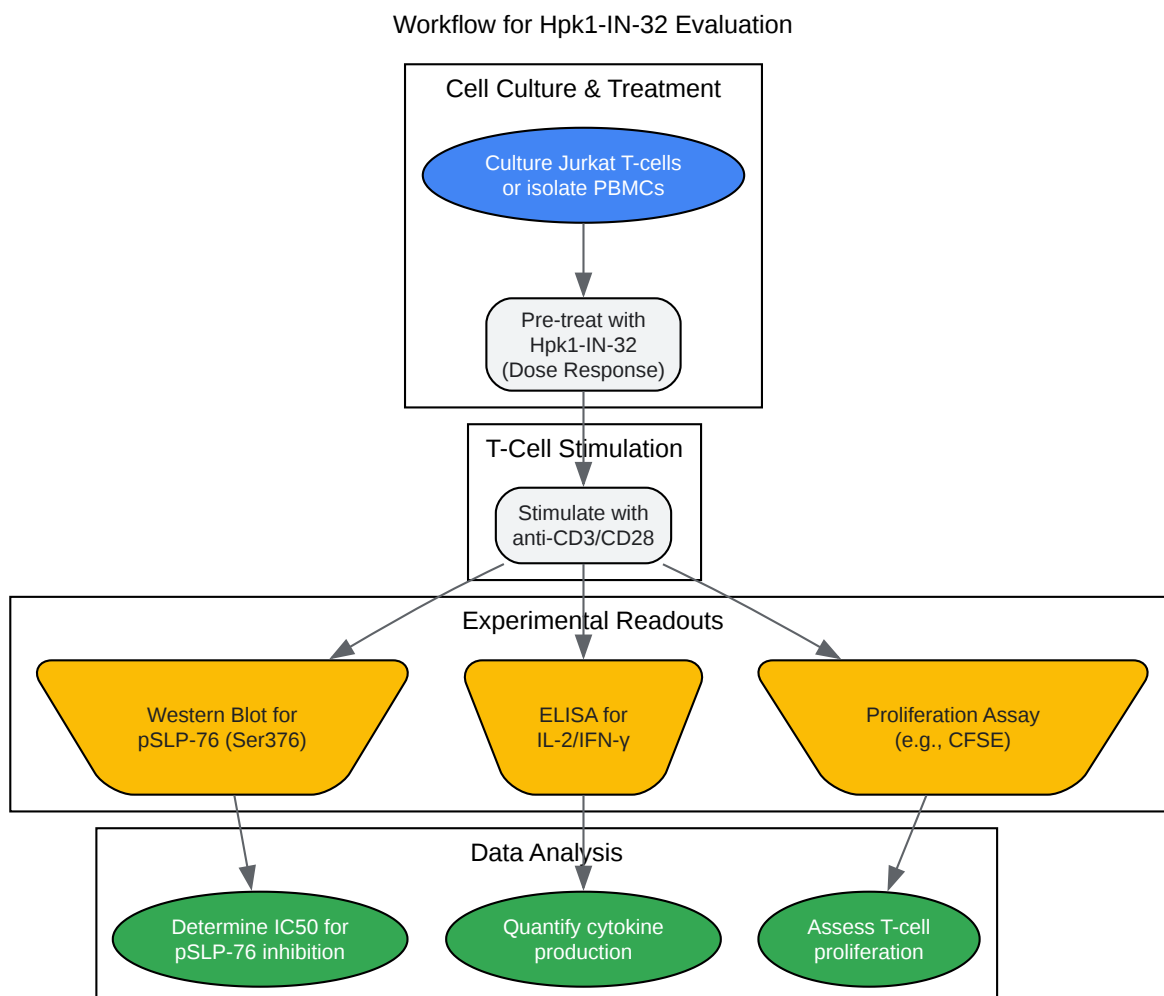 Workflow for Hpk1-IN-32 Evaluation
Cell Culture & Treatment
Culture Jurkat T-cells
or isolate PBMCs
Pre-treat with
Hpk1-IN-32
(Dose Response)
T-Cell Stimulation
Stimulate with
anti-CD3/CD28
Experimental Readouts
Western Blot for
pSLP-76 (Ser376)
ELISA for
IL-2/IFN-γ
Proliferation Assay
(e.g., CFSE)
Data Analysis
Determine IC50 for
pSLP-76 inhibition
Quantify cytokine
production
Assess T-cell
proliferation